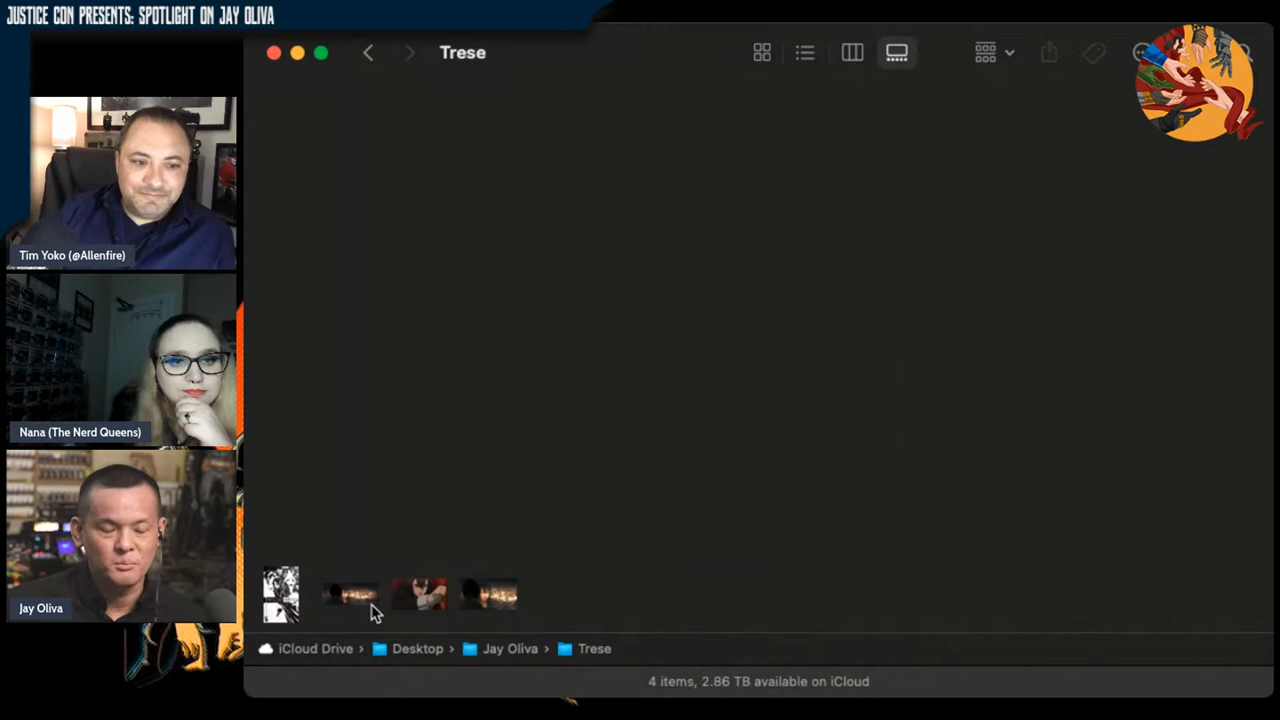 JUSTICE CON PRESENTS: SPOTLIGHT ON JAY OLIVA
Trese
Tim Yoko (@Allenfire)
Nana (The Nerd Queens)
Jay Oliva
iCloud Drive › Desktop › Jay Oliva › Trese
4 items, 2.86 TB available on iCloud